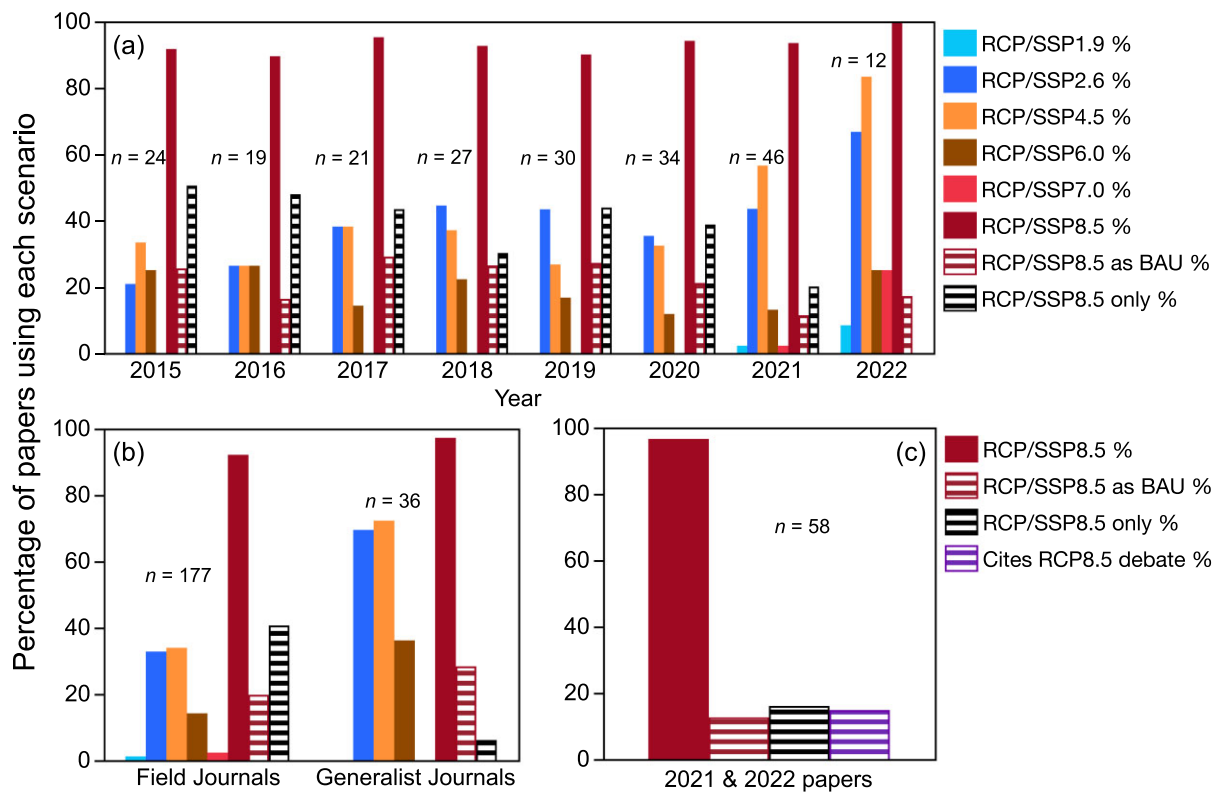 Percentage of papers using each scenario
(a)
100
80
60
40
20
0
n = 24
n = 19
n = 21
n = 27
n = 30
n = 34
n = 46
n = 12
2015 2016 2017 2018 2019 2020 2021 2022
Year
RCP/SSP1.9 %
RCP/SSP2.6 %
RCP/SSP4.5 %
RCP/SSP6.0 %
RCP/SSP7.0 %
RCP/SSP8.5 %
RCP/SSP8.5 as BAU %
RCP/SSP8.5 only %
(b)
100
80
60
40
20
0
n = 177
n = 36
Field Journals Generalist Journals
(c)
100
80
60
40
20
0
n = 58
2021 & 2022 papers
RCP/SSP8.5 %
RCP/SSP8.5 as BAU %
RCP/SSP8.5 only %
Cites RCP8.5 debate %